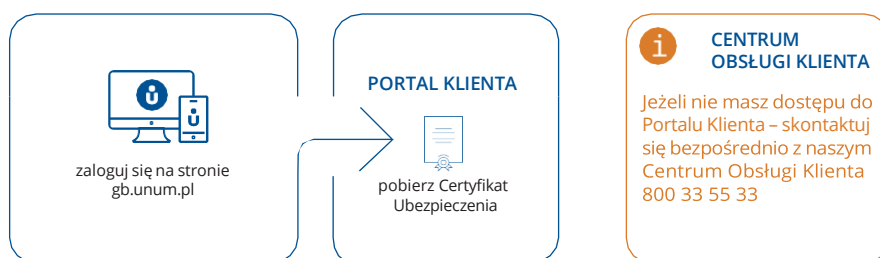 zaloguj się na stronie
gb.unum.pl
PORTAL KLIENTA
pobierz Certyfikat
Ubezpieczenia
CENTRUM
OBSŁUGI KLIENTA
Jeżeli nie masz dostępu do
Portalu Klienta – skontaktuj
się bezpośrednio z naszym
Centrum Obsługi Klienta
800 33 55 33